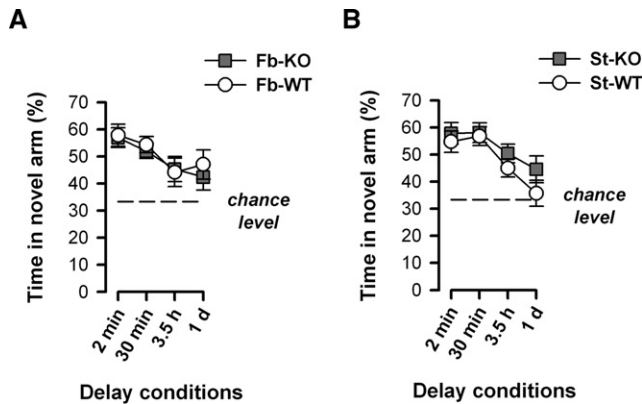 A
Fb-KO
Fb-WT
Time in novel arm (%)
70
60
50
40
30
20
10
0
chance
level
2 min
30 min
3.5 h
1 d
Delay conditions
B
St-KO
St-WT
Time in novel arm (%)
70
60
50
40
30
20
10
0
chance
level
2 min
30 min
3.5 h
1 d
Delay conditions